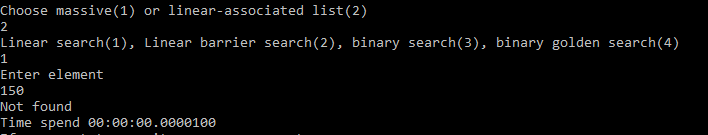 Choose massive(1) or linear-associated list(2)
2
Linear search(1), Linear barrier search(2), binary search(3), binary golden search(4)
1
Enter element
150
Not found
Time spend 00:00:00.0000100